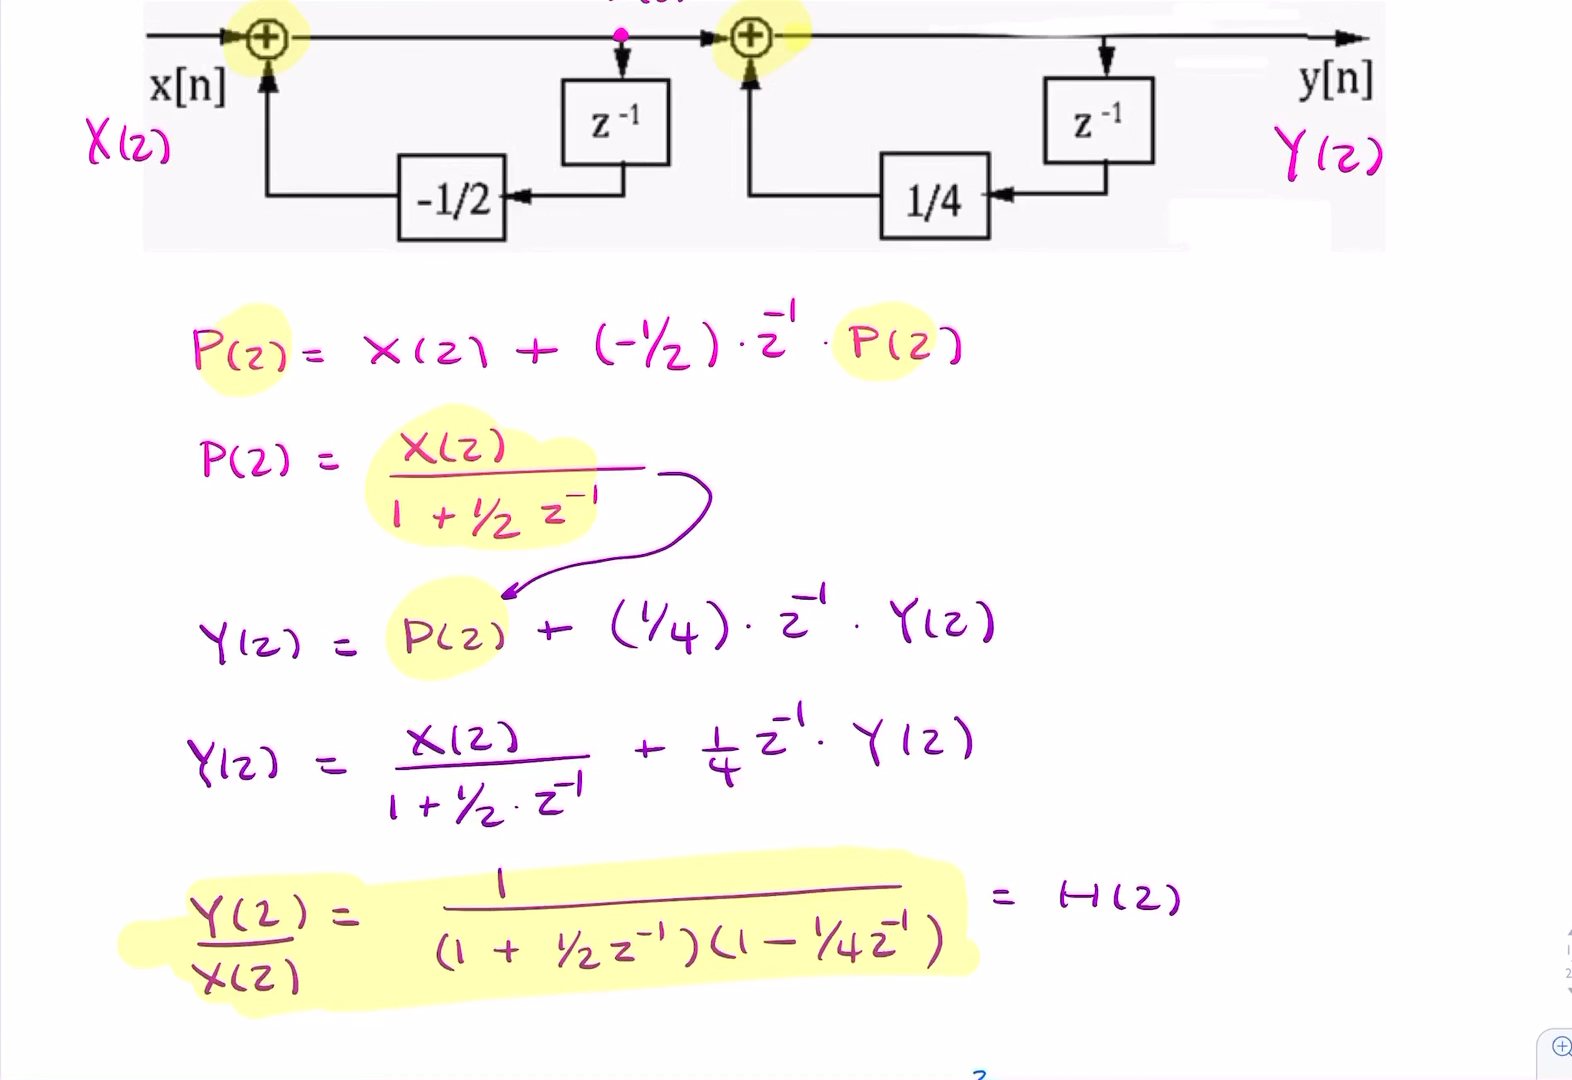 x[n]
z⁻¹
z⁻¹
y[n]
X(z)
Y(z)
-1/2
1/4
P(z) = X(z) + (-1/2) · z⁻¹ · P(z)
P(z) = X(z) / (1 + 1/2 z⁻¹)
Y(z) = P(z) + (1/4) · z⁻¹ · Y(z)
Y(z) = X(z) / (1 + 1/2 · z⁻¹) + 1/4 z⁻¹ · Y(z)
Y(z)/X(z) = 1 / (1 + 1/2 z⁻¹)(1 - 1/4 z⁻¹) = H(z)